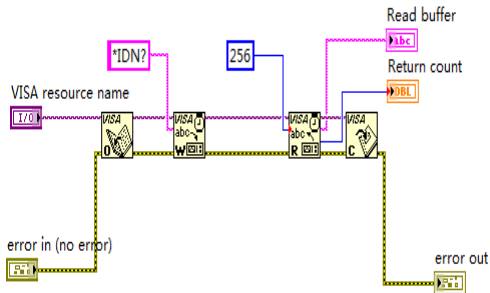 Read buffer
abc
*IDN?
256
Return count
DBL
VISA resource name
I/O
VISA
O
VISA
abc
W
VISA
abc
R
VISA
C
error in (no error)
error out